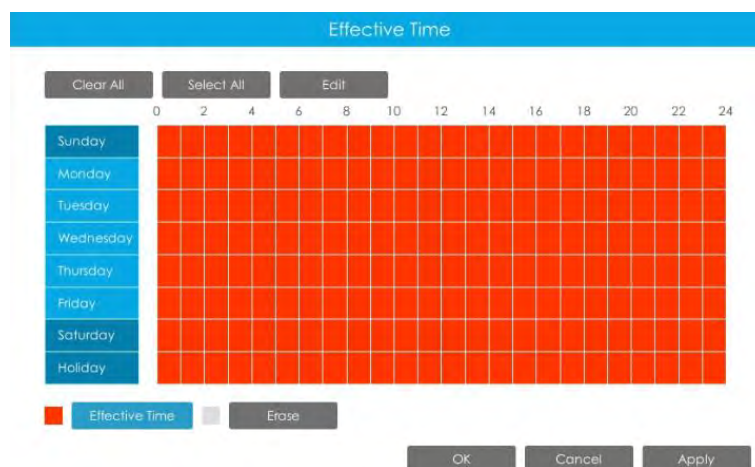 Effective Time
Clear All Select All Edit
0 2 4 6 8 10 12 14 16 18 20 22 24
Sunday
Monday
Tuesday
Wednesday
Thursday
Friday
Saturday
Holiday
Effective Time Erase
OK Cancel Apply